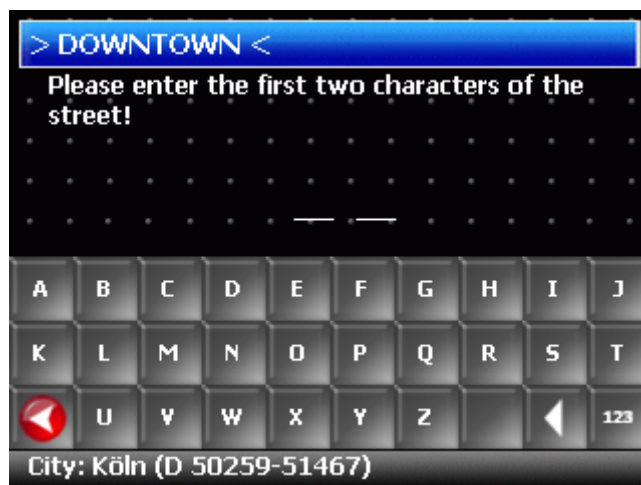 > DOWNTOWN <
Please enter the first two characters of the
street!
A B C D E F G H I J
K L M N O P Q R S T
U V W X Y Z 123
City: Köln (D 50259-51467)